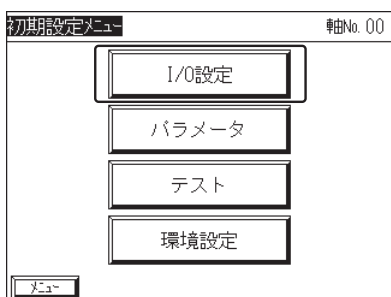 初期設定メニュー 軸No. 00
I/O設定
パラメータ
テスト
環境設定
メニュー